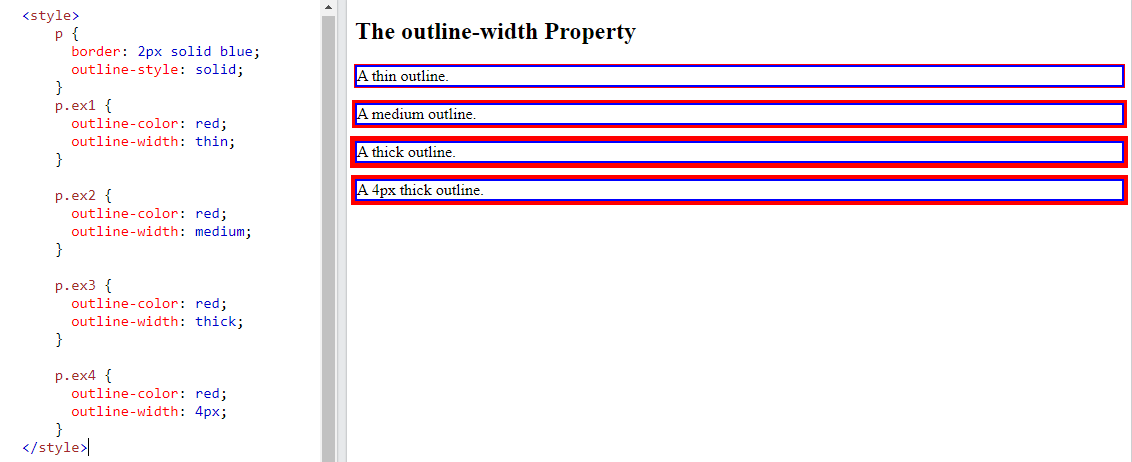 <style>
p {
border: 2px solid blue;
outline-style: solid;
}
p.ex1 {
outline-color: red;
outline-width: thin;
}
p.ex2 {
outline-color: red;
outline-width: medium;
}
p.ex3 {
outline-color: red;
outline-width: thick;
}
p.ex4 {
outline-color: red;
outline-width: 4px;
}
</style>
The outline-width Property
A thin outline.
A medium outline.
A thick outline.
A 4px thick outline.